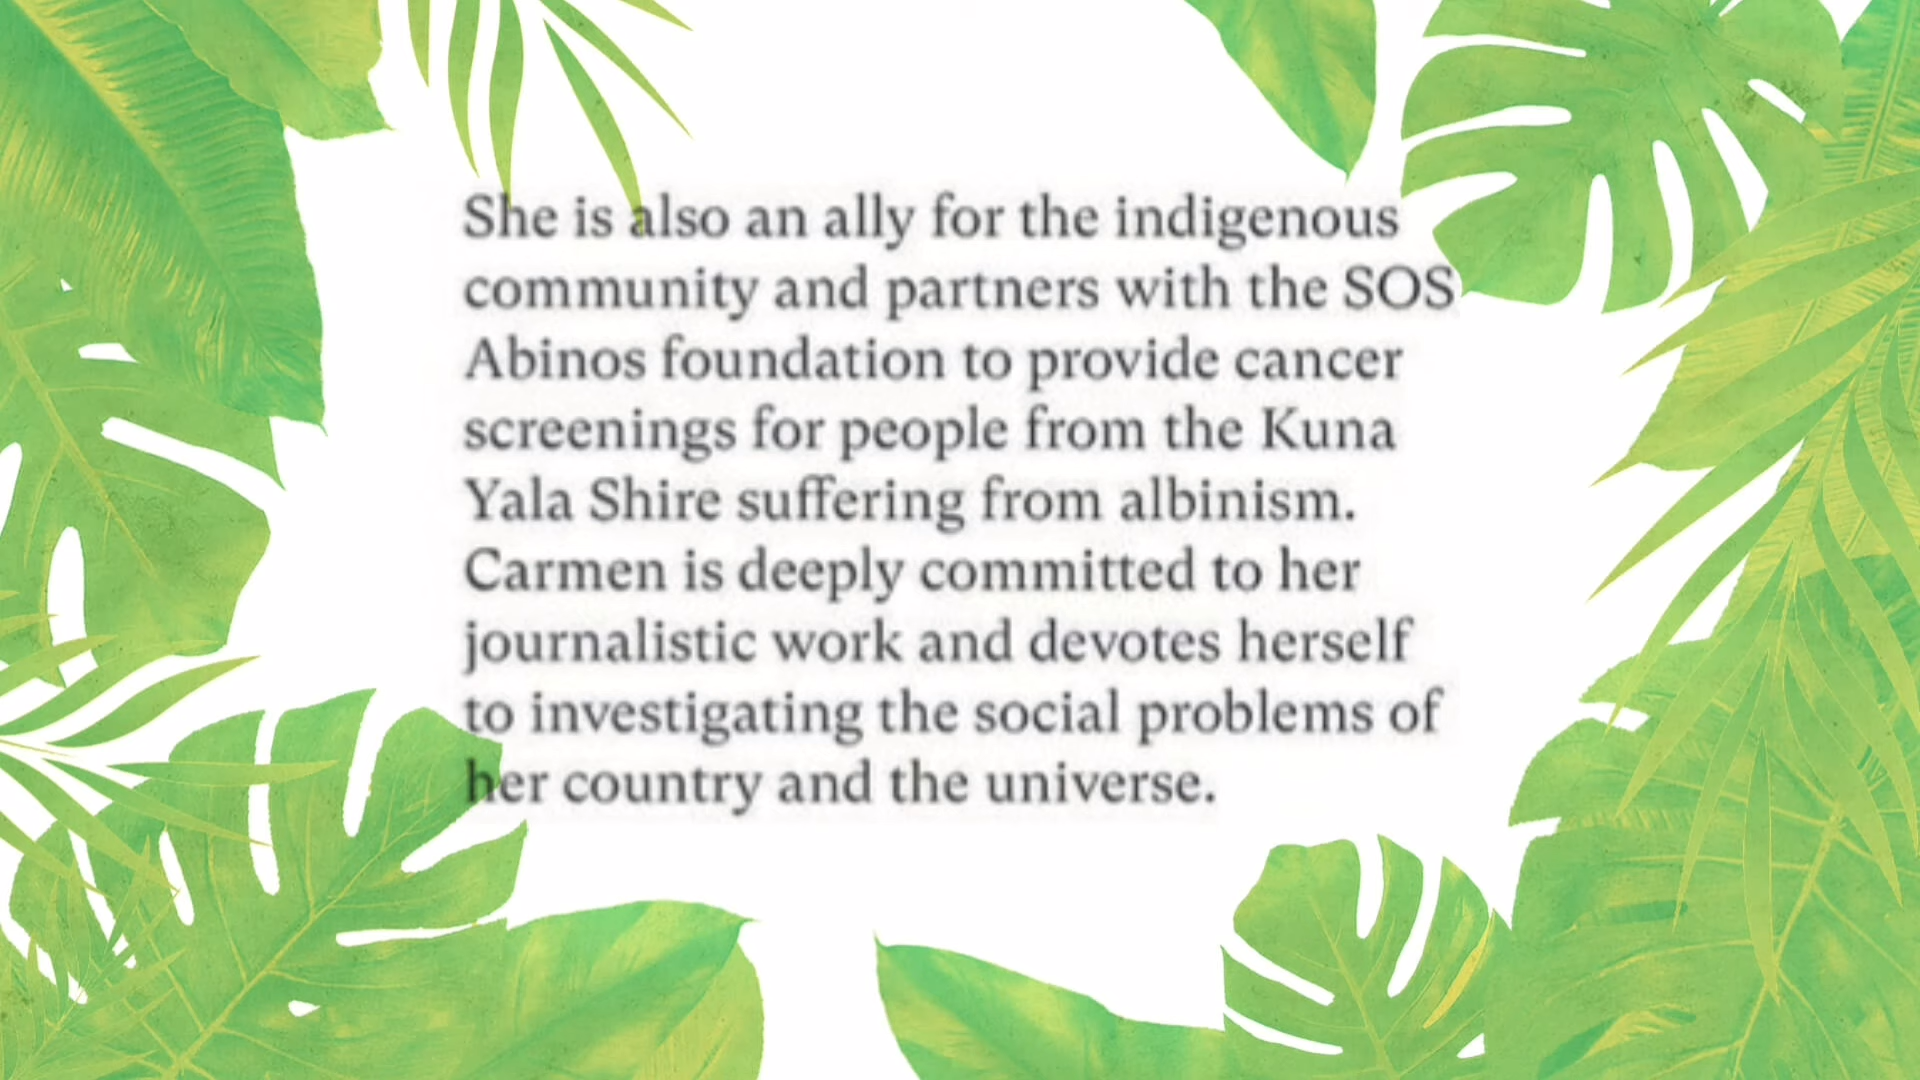 She is also an ally for the indigenous
community and partners with the SOS
Abinos foundation to provide cancer
screenings for people from the Kuna
Yala Shire suffering from albinism.
Carmen is deeply committed to her
journalistic work and devotes herself
to investigating the social problems of
her country and the universe.